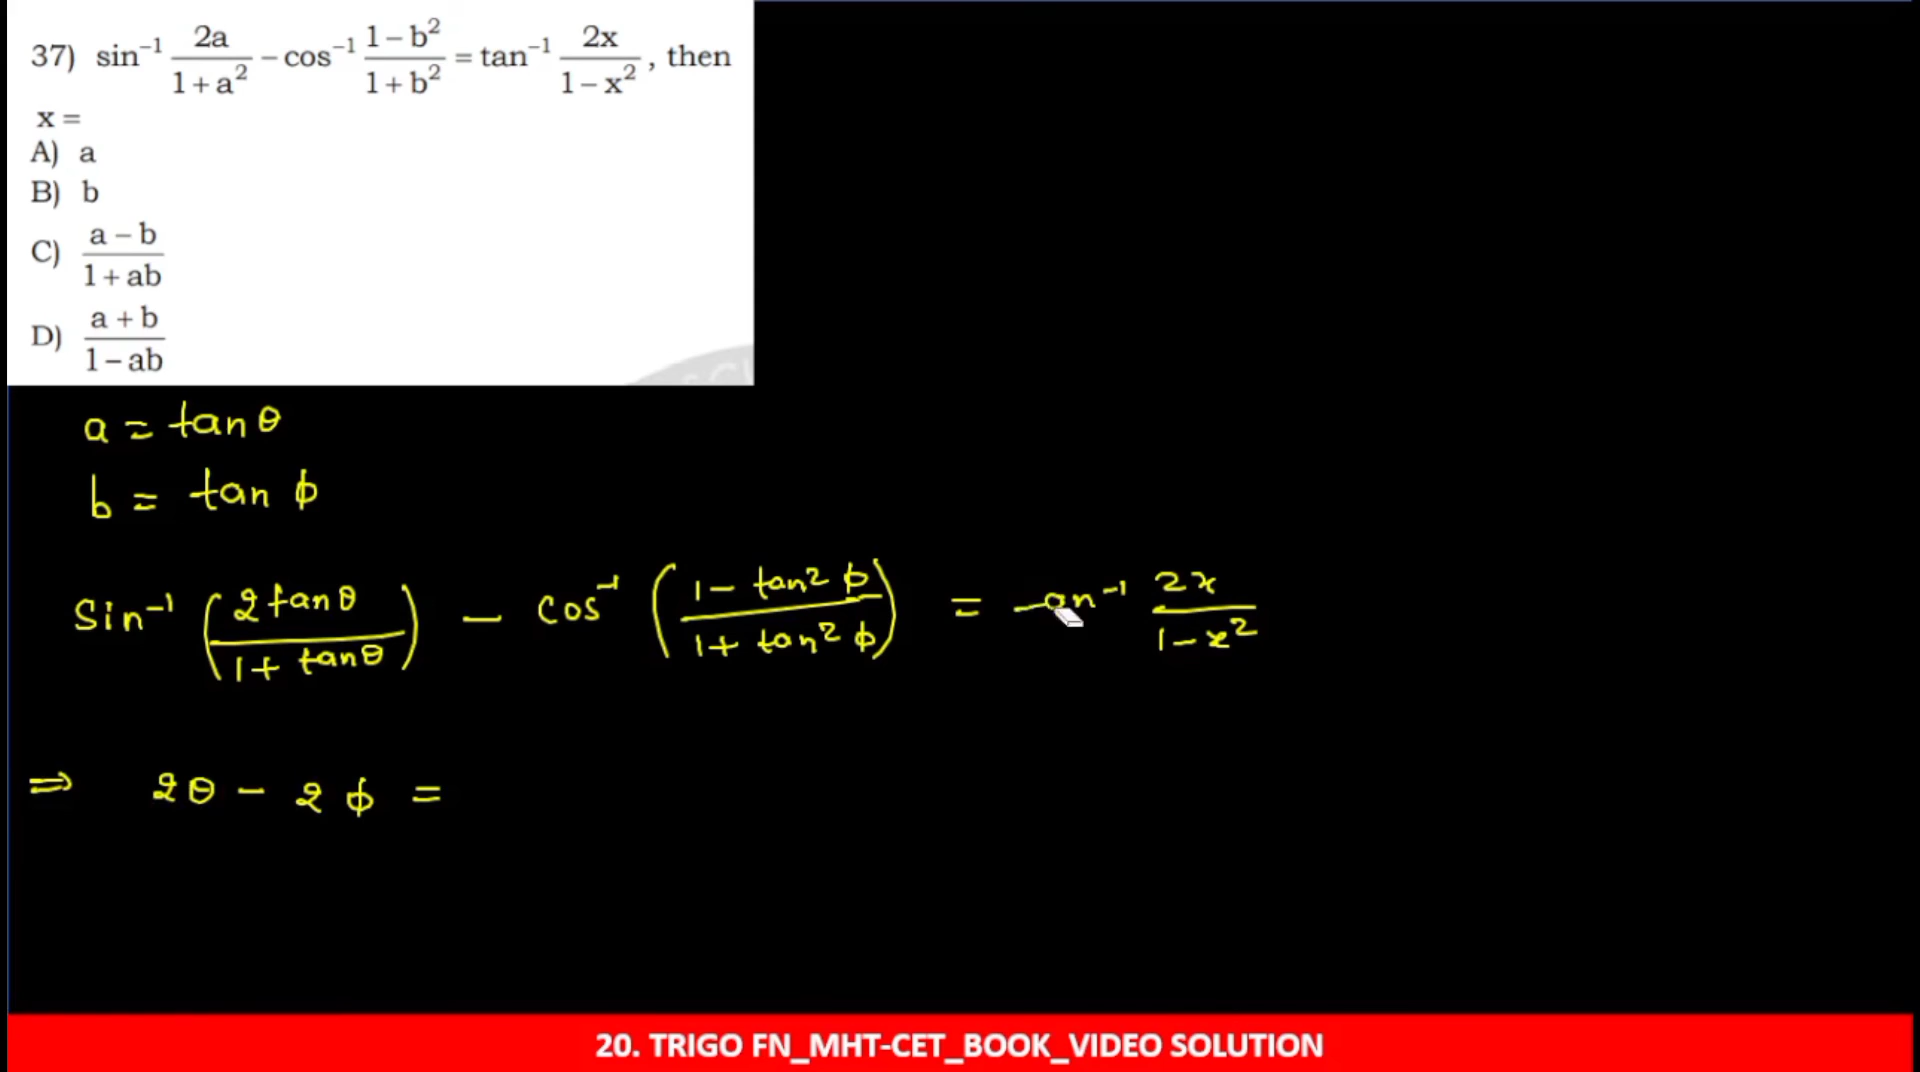 37) sin⁻¹ 2a/(1+a²) − cos⁻¹ (1−b²)/(1+b²) = tan⁻¹ 2x/(1−x²), then
x =
A) a
B) b
C) (a−b)/(1+ab)
D) (a+b)/(1−ab)
a = tan θ
b = tan ϕ
Sin⁻¹ (2 tan θ/(1+ tan θ)) − cos⁻¹ ((1− tan² ϕ)/(1+ tan² ϕ)) = an⁻¹ 2x/(1−x²)
⇒ 2θ − 2ϕ =
20. TRIGO FN_MHT-CET_BOOK_VIDEO SOLUTION